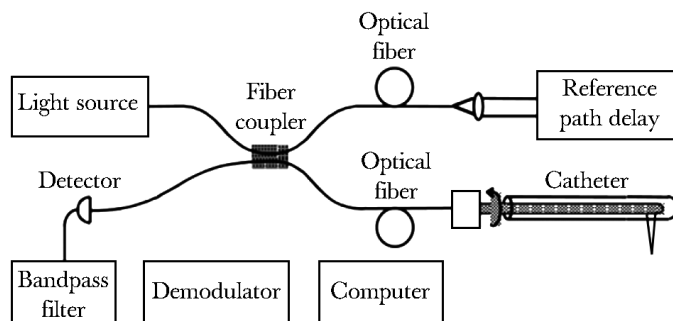 Optical
fiber
Light source
Fiber
coupler
Reference
path delay
Detector
Optical
fiber
Catheter
Bandpass
filter
Demodulator
Computer